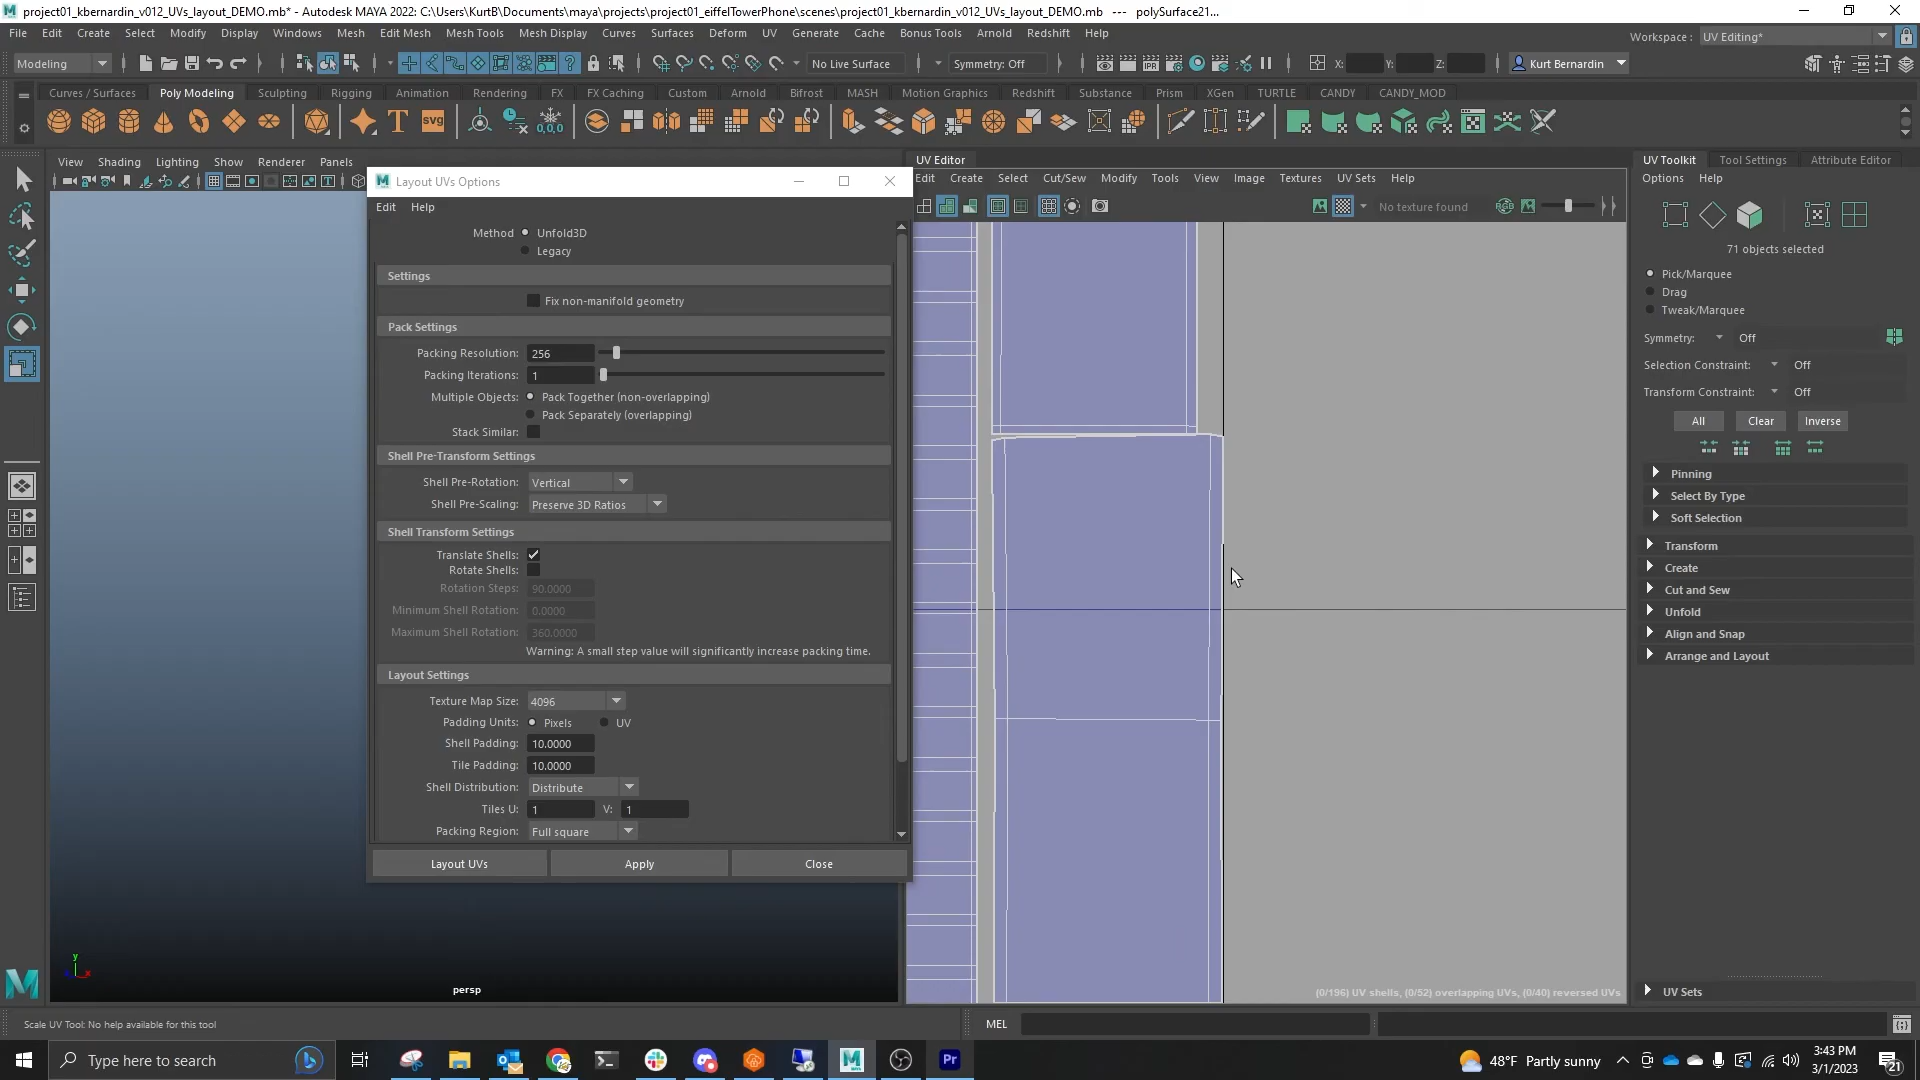 project01_kbernardin_v012_UVs_layout_DEMO.mb* - Autodesk MAYA 2022: C:\Users\KurtB\Documents\maya\projects\project01_eiffelTowerPhone\scenes\project01_kbernardin_v012_UVs_layout_DEMO.mb --- polySurface21...
File Edit Create Select Modify Display Windows Mesh Edit Mesh Mesh Tools Mesh Display Curves Surfaces Deform UV Generate Cache Bonus Tools Arnold Redshift Help
Workspace : UV Editing*
Modeling No Live Surface Symmetry: Off X: Y: Z: Kurt Bernardin
Curves / Surfaces Poly Modeling Sculpting Rigging Animation Rendering FX FX Caching Custom Arnold Bifrost MASH Motion Graphics Redshift Substance Prism XGen TURTLE CANDY CANDY_MOD
T svg 0,0,0
View Shading Lighting Show Renderer Panels
UV Editor
UV Toolkit Tool Settings Attribute Editor
Layout UVs Options
Edit Create Select Cut/Sew Modify Tools View Image Textures UV Sets Help
Options Help
Edit Help
No texture found
RGB
Method Unfold3D
Legacy
71 objects selected
Settings
Pick/Marquee
Fix non-manifold geometry
Drag
Pack Settings
Tweak/Marquee
Packing Resolution: 256
Symmetry: Off
Packing Iterations: 1
Selection Constraint: Off
Multiple Objects: Pack Together (non-overlapping)
Transform Constraint: Off
Pack Separately (overlapping)
All Clear Inverse
Stack Similar:
Shell Pre-Transform Settings
Pinning
Shell Pre-Rotation: Vertical
Select By Type
Shell Pre-Scaling: Preserve 3D Ratios
Soft Selection
Shell Transform Settings
Transform
Translate Shells:
Create
Rotate Shells:
Rotation Steps: 90.0000
Cut and Sew
Minimum Shell Rotation: 0.0000
Unfold
Maximum Shell Rotation: 360.0000
Align and Snap
Warning: A small step value will significantly increase packing time.
Arrange and Layout
Layout Settings
Texture Map Size: 4096
Padding Units: Pixels UV
Shell Padding: 10.0000
Tile Padding: 10.0000
Shell Distribution: Distribute
Tiles U: 1 V: 1
Packing Region: Full square
Layout UVs Apply Close
y
x
persp
(0/196) UV shells, (0/52) overlapping UVs, (0/40) reversed UVs
UV Sets
Scale UV Tool: No help available for this tool
MEL
Type here to search
Pr
48°F Partly sunny
3:43 PM
3/1/2023
21